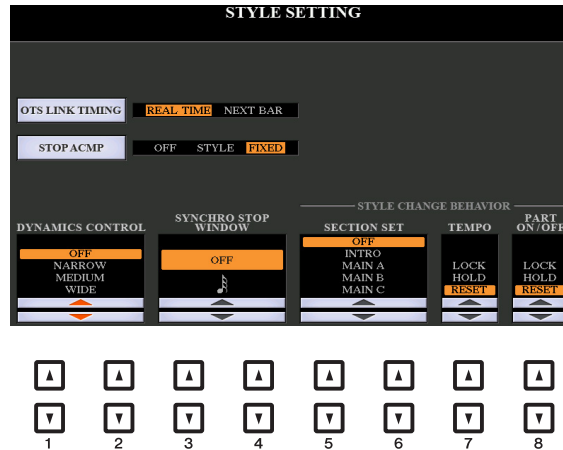 STYLE SETTING
OTS LINK TIMING REAL TIME NEXT BAR
STOP ACMP OFF STYLE FIXED
STYLE CHANGE BEHAVIOR
DYNAMICS CONTROL
OFF
NARROW
MEDIUM
WIDE
SYNCHRO STOP
WINDOW
OFF
SECTION SET
OFF
INTRO
MAIN A
MAIN B
MAIN C
TEMPO
LOCK
HOLD
RESET
PART
ON/OFF
LOCK
HOLD
RESET
1 2 3 4 5 6 7 8